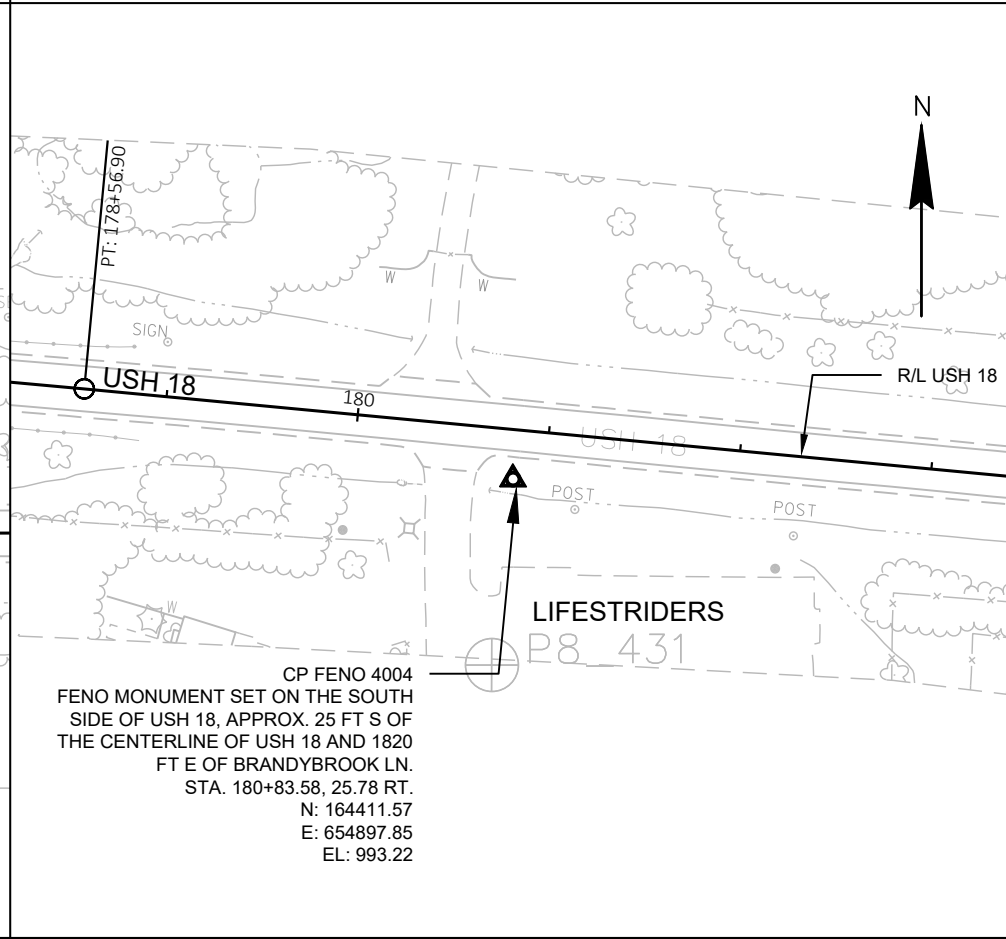 N
PT: 178+56.90
W
W
SIGN
USH 18
180
R/L USH 18
USH 18
POST
POST
LIFESTRIDERS
W
P8 431
CP FENO 4004
FENO MONUMENT SET ON THE SOUTH
SIDE OF USH 18, APPROX. 25 FT S OF
THE CENTERLINE OF USH 18 AND 1820
FT E OF BRANDYBROOK LN.
STA. 180+83.58, 25.78 RT.
N: 164411.57
E: 654897.85
EL: 993.22